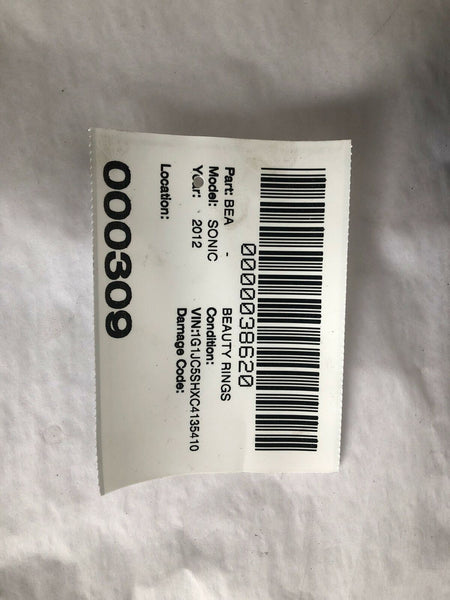 0000038620
Part: BEA - BEAUTY RINGS
Model: SONIC Condition:
Year: 2012 VIN:1G1JC5SHXC4135410
Damage Code:
Location:
000309